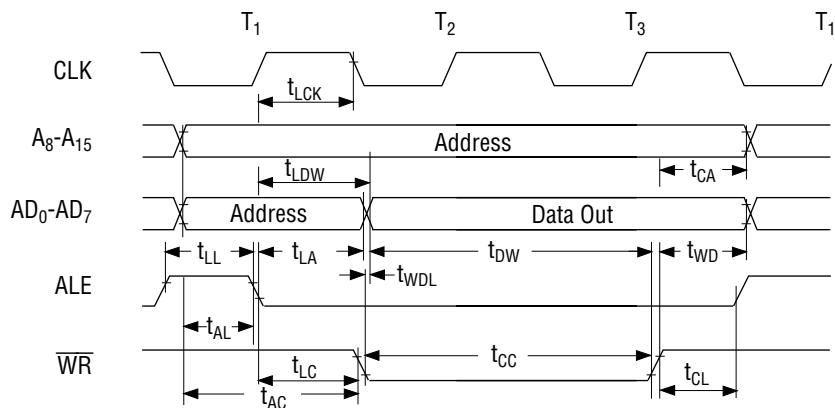 T1 T2 T3 T1
CLK
tLCK
A8-A15 Address
tLDW tCA
AD0-AD7 Address Data Out
tLL tLA tDW tWD
tWDL
ALE
tAL
WR tCC
tLC tCL
tAC